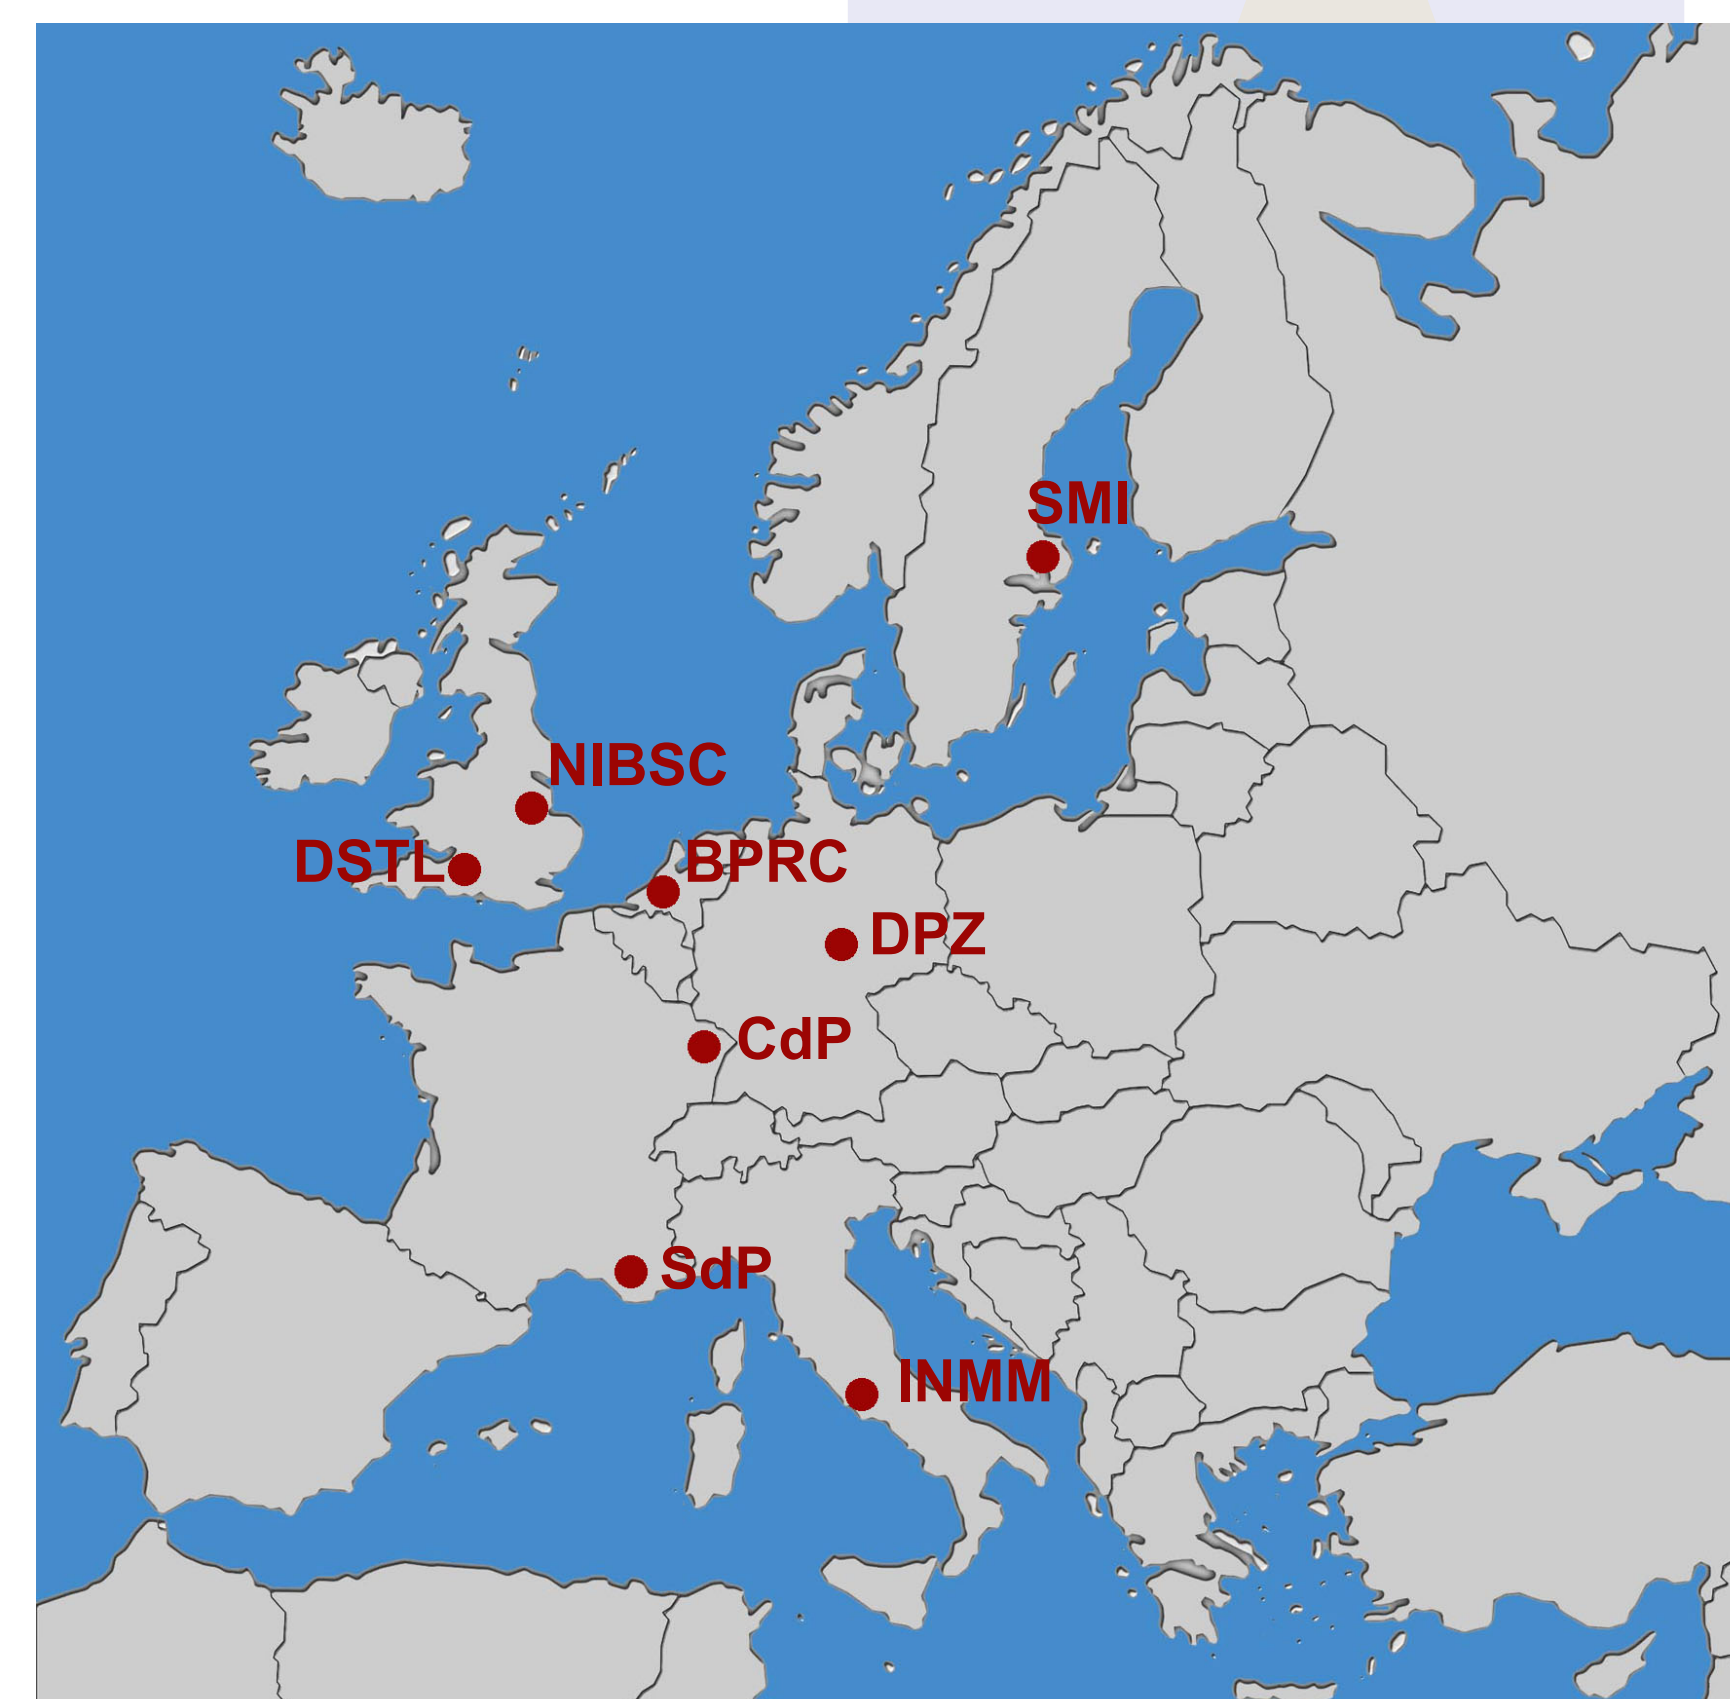 SMI
NIBSC
DSTL
BPRC
DPZ
CdP
SdP
INMM